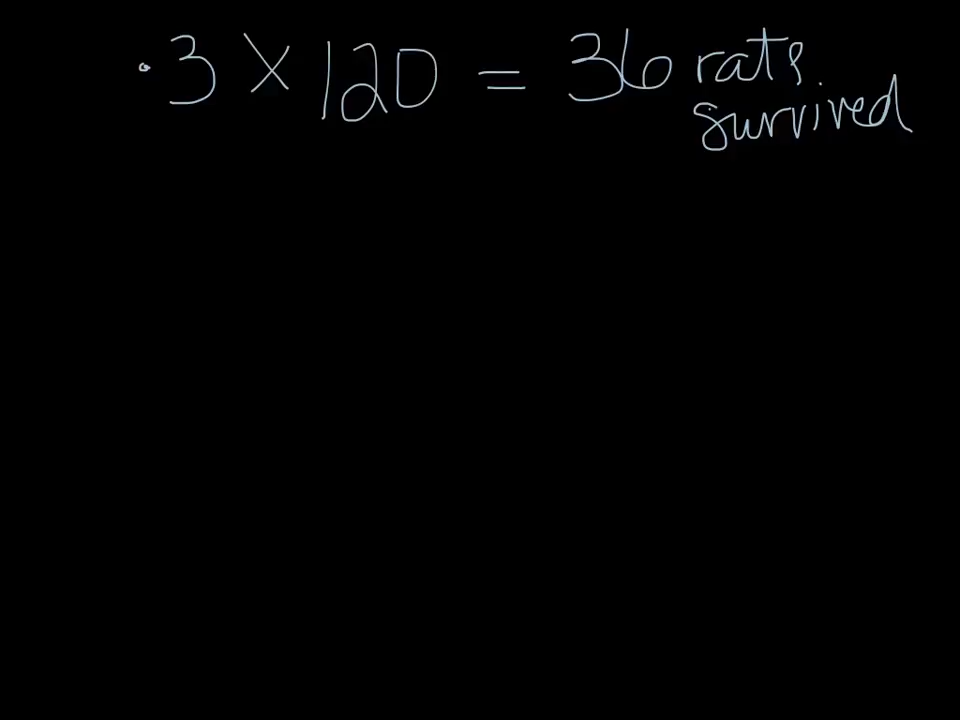 .3 × 120 = 36 rats
survived